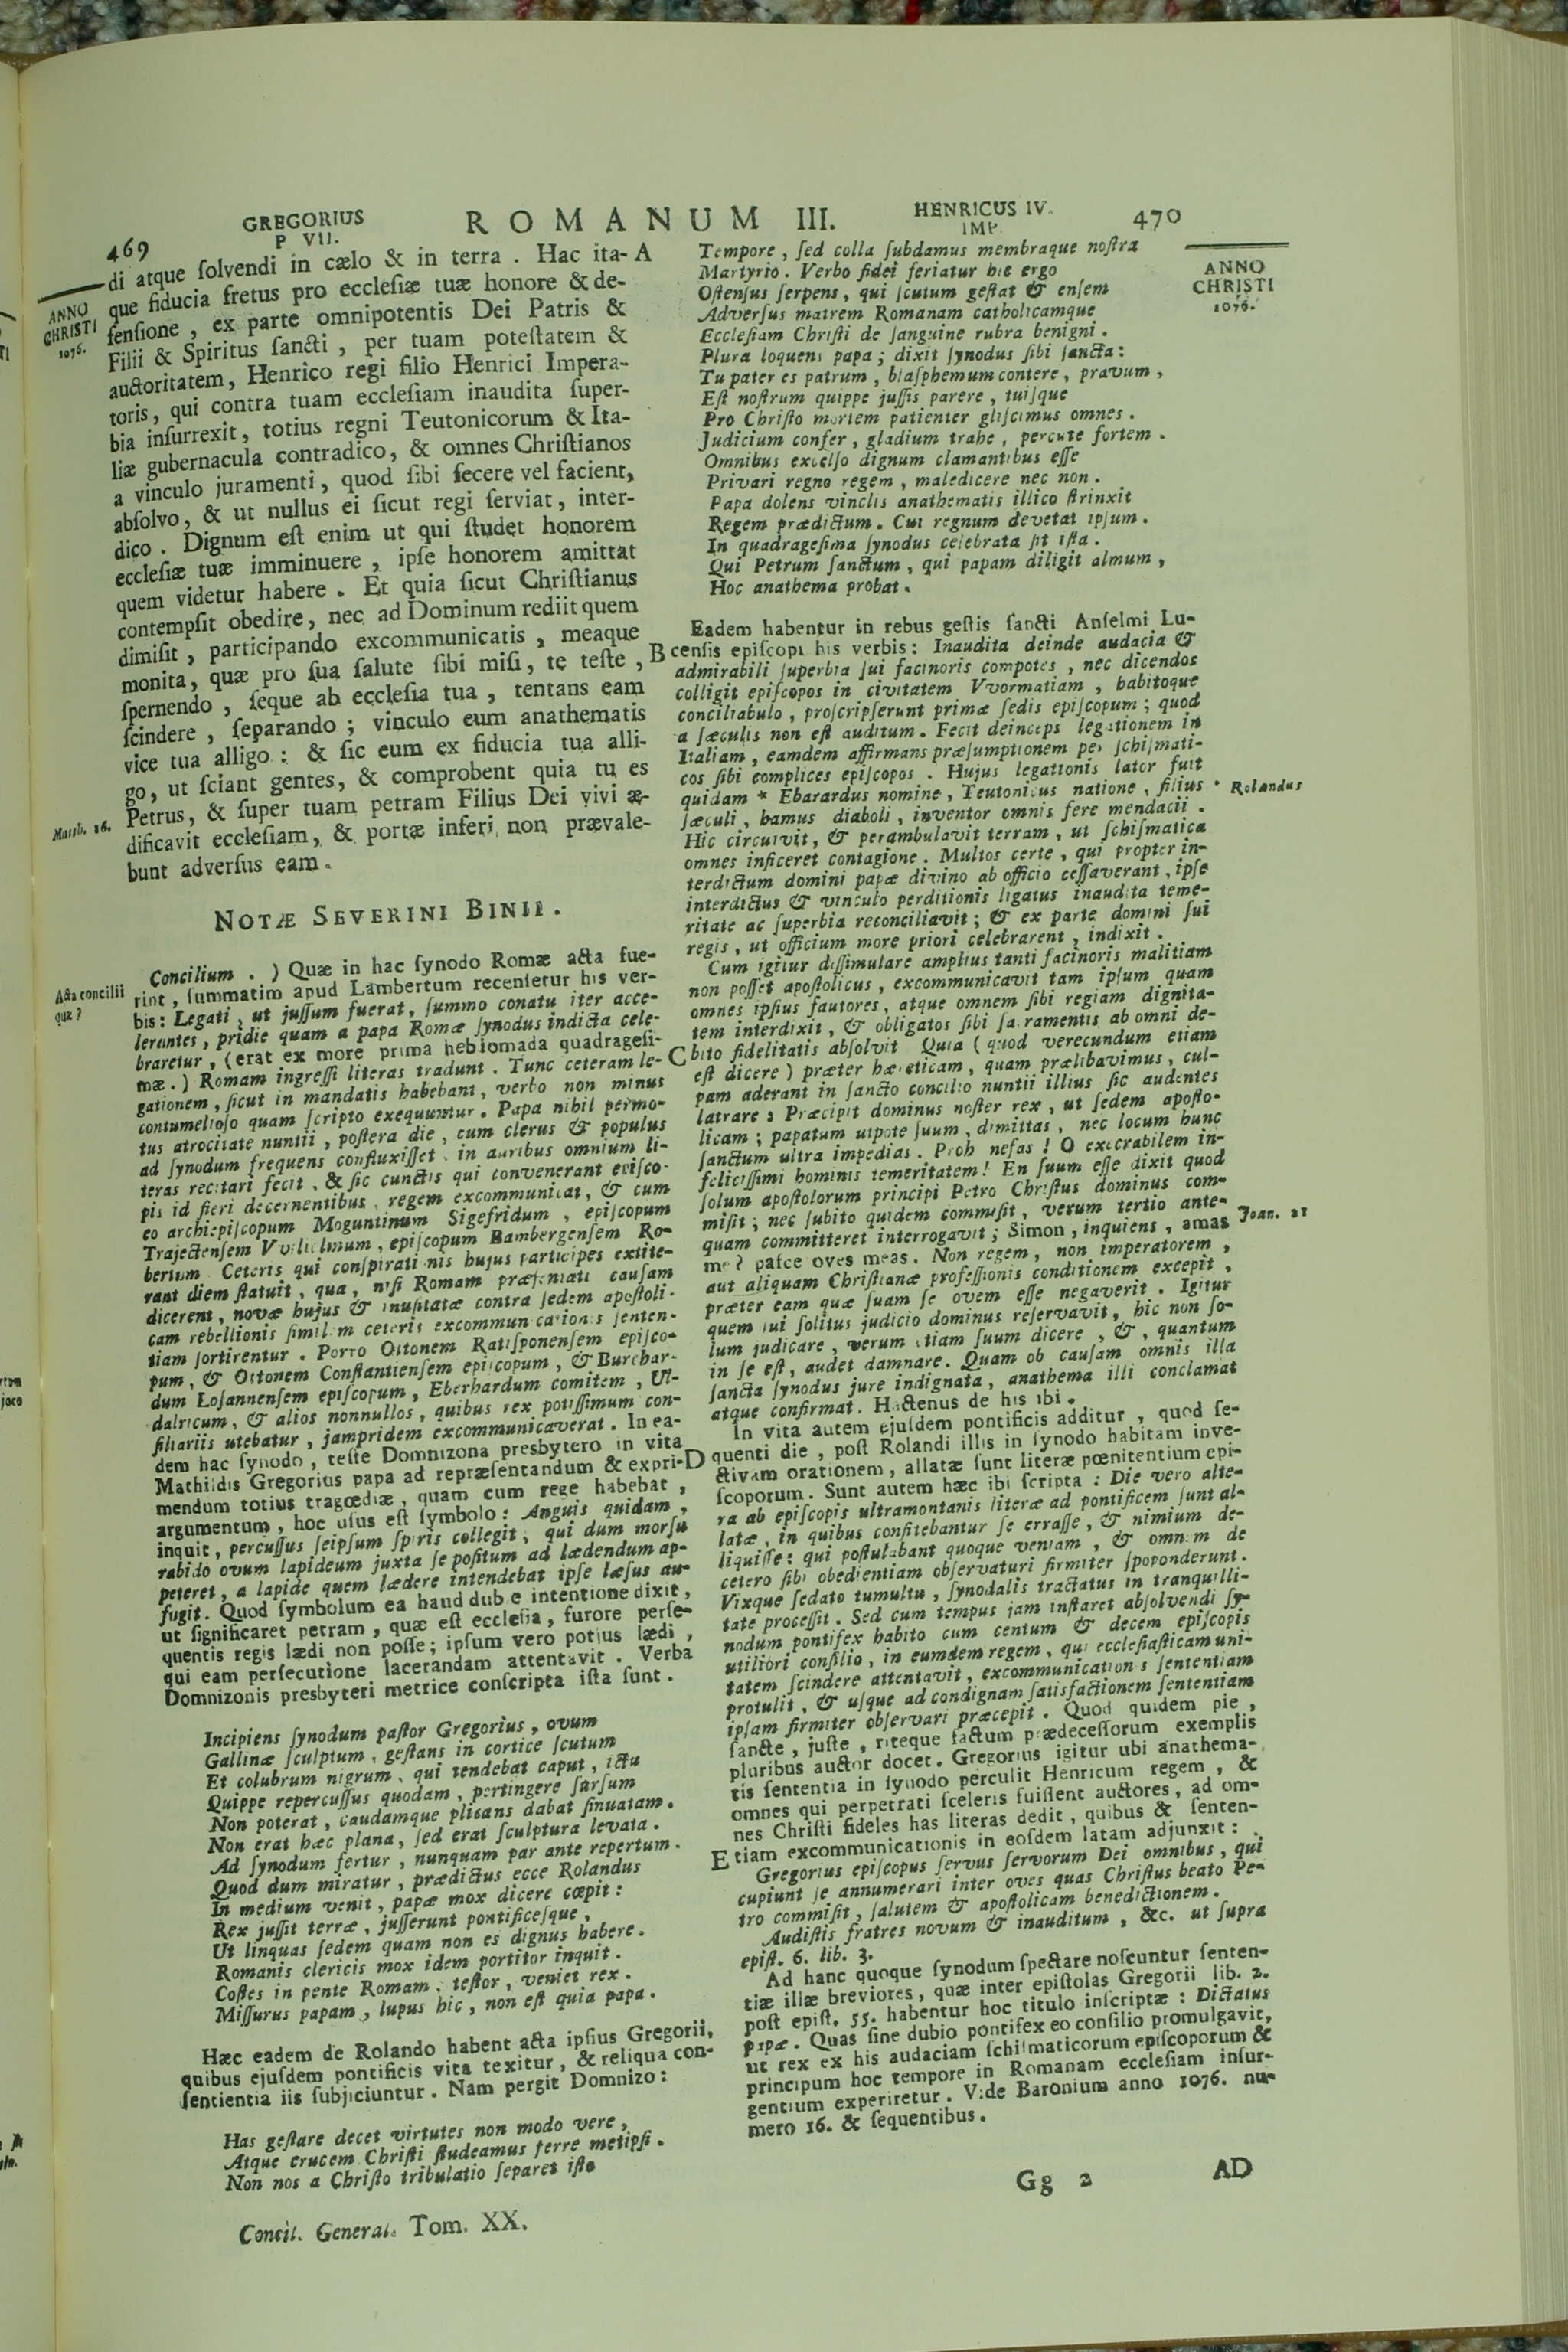 469
GREGORIUS
P VII.
ROMANUM III.
HENRICUS IV.
IMP.
470
ANNO
CHRISTI
1076.
di atque ſolvendi in cælo & in terra . Hac ita-
que fiducia fretus pro eccleſiæ tuæ honore & de-
fenſione , ex parte omnipotentis Dei Patris &
Filii & Spiritus ſancti , per tuam poteſtatem &
auctoritatem, Henrico regi filio Henrici Impera-
toris, qui contra tuam eccleſiam inaudita ſuper-
bia inſurrexit, totius regni Teutonicorum & Ita-
liæ gubernacula contradico, & omnes Chriſtianos
a vinculo juramenti, quod ſibi fecere vel facient,
abſolvo, & ut nullus ei ſicut regi ſerviat, inter-
dico . Dignum eſt enim ut qui ſtudet honorem
eccleſiæ tuæ imminuere , ipſe honorem amittat
quem videtur habere . Et quia ſicut Chriſtianus
contempſit obedire, nec ad Dominum rediit quem
dimiſit , participando excommunicatis , meaque
monita, quæ pro ſua ſalute ſibi miſi, te teſte ,
ſpernendo , ſeque ab eccleſia tua , tentans eam
ſcindere , ſeparando ; vinculo eum anathematis
vice tua alligo : & ſic eum ex fiducia tua alli-
go, ut ſciant gentes, & comprobent quia tu es
Petrus, & ſuper tuam petram Filius Dei vivi æ-
Matth. 16.
dificavit eccleſiam, & portæ inferi non prævale-
bunt adverſus eam .
NOTÆ SEVERINI BINII.
Acta concilii
quæ ?
Concilium . ) Quæ in hac ſynodo Romæ acta fue-
rint, ſummatim apud Lambertum recenſetur his ver-
bis: Legati, ut juſſum fuerat, ſummo conatu iter acce-
lerantes, pridie quam a papa Romæ ſynodus indicta cele-
braretur, (erat ex more prima hebdomada quadrageſi-
mæ.) Romam ingreſſi literas tradunt . Tunc ceteram le-
gationem, ſicut in mandatis habebant, verbo non minus
contumelioſo quam ſcripto exequuntur . Papa nihil permo-
tus atrocitate nuntii , poſtera die , cum clerus & populus
ad ſynodum frequens confluxiſſet, in auribus omnium li-
teras recitari fecit , & ſic cunctis qui convenerant epiſco-
pis id fieri decernentibus , regem excommunicat, & cum
eo archiepiſcopum Moguntinum Sigefridum , epiſcopum
Trajectenſem Vvilielmum , epiſcopum Bambergenſem Ro-
bertum . Ceteris qui conſpirationis hujus participes extite-
rant diem ſtatuit, qua, niſi Romam præſentati cauſam
dicerent, novæ hujus & inuſitatæ contra ſedem apoſtoli-
cam rebellionis ſimilem ceteris excommunicationis ſenten-
tiam ſortirentur . Porro Ottonem Ratiſponenſem epiſco-
pum, & Ottonem Conſtantienſem epiſcopum , & Burchar-
dum Loſannenſem epiſcopum , Eberhardum comitem , Ul-
dalricum, & alios nonnullos, quibus rex potiſſimum con-
ſiliariis utebatur, jampridem excommunicaverat . In ea-
dem hac ſynodo , teſte Domnizona presbytero in vita
Mathildis Gregorius papa ad repræſentandum & expri-
mendum totius tragœdiæ , quam cum rege habebat ,
argumentum, hoc uſus eſt ſymbolo: Anguis quidam ,
inquit, percuſſus ſeipſum ſpiris collegit, qui dum morſu
rabido ovum lapideum juxta ſe poſitum ad lædendum ap-
peteret, a lapide quem lædere intendebat ipſe læſus au-
fugit. Quod ſymbolum ea haud dubie intentione dixit,
ut ſignificaret petram , quæ eſt eccleſia , furore perſe-
quentis regis lædi non poſſe; ipſum vero potius lædi ,
qui eam perſecutione lacerandam attentavit . Verba
Domnizonis presbyteri metrice conſcripta iſta ſunt .
Incipiens ſynodum paſtor Gregorius , ovum
Gallinæ ſculptum , geſtans in cortice ſcutum
Et colubrum nigrum , qui tendebat caput , ictu
Quippe repercuſſus quodam , pertingere ſurſum
Non poterat , caudamque plicans dabat ſinuatam .
Non erat hæc plana, ſed erat ſculptura levata .
Ad ſynodum fertur , nunquam par ante repertum .
Quod dum miratur , prædictus ecce Rolandus
In medium venit , papæ mox dicere cœpit :
Rex juſſit terræ , juſſerunt pontificeſque ,
Ut linquas ſedem quam non es dignus habere .
Romanis clericis mox idem portitor inquit .
Coſtes in pente Romam , teſtor , veniet rex .
Miſſurus papam , lupus hic , non eſt quia papa .
Hæc eadem de Rolando habent acta ipſius Gregorii,
quibus ejuſdem pontificis vita texitur , & reliqua con-
ſentientia iis ſubjiciuntur . Nam pergit Domnizo :
Has geſtare decet virtutes non modo vere ,
Atque crucem Chriſti ſtudeamus ferre metipſi .
Non nos a Chriſto tribulatio ſeparet iſto
Concil. General. Tom. XX.
A
B
C
D
E
ANNO
CHRISTI
1076.
Tempore , ſed colla ſubdamus membraque noſtra
Martyrio . Verbo fidei feriatur hic ergo
Oſtenſus ſerpens, qui ſcutum geſtat & enſem
Adverſus matrem Romanam catholicamque
Eccleſiam Chriſti de ſanguine rubra benigni .
Plura loquens papa ; dixit ſynodus ſibi ſancta :
Tu pater es patrum , blaſphemum contere, pravum ,
Eſt noſtrum quippe juſſis parere , tuiſque
Pro Chriſto mortem patienter gliſcimus omnes .
Judicium confer , gladium trahe , percute fortem .
Omnibus excelſo dignum clamantibus eſſe
Privari regno regem , maledicere nec non .
Papa dolens vinclis anathematis illico ſtrinxit
Regem prædictum . Cui regnum devetat ipſum .
In quadrageſima ſynodus celebrata ſit iſta .
Qui Petrum ſanctum , qui papam diligit almum ,
Hoc anathema probat .
Eadem habentur in rebus geſtis ſancti Anſelmi Lu-
cenſis epiſcopi his verbis: Inaudita deinde audacia &
admirabili ſuperbia ſui facinoris compotes , nec dicendos
colligit epiſcopos in civitatem Vvormatiam , habitoque
conciliabulo , proſcripſerunt primæ ſedis epiſcopum ; quod
a ſæculis non eſt auditum . Fecit deinceps legationem in
Italiam , eamdem affirmans præſumptionem per ſchiſmati-
cos ſibi complices epiſcopos . Hujus legationis lator fuit
quidam * Ebarardus nomine , Teutonicus natione , filius
* Rolandus
ſæculi , hamus diaboli , inventor omnis fere mendacii .
Hic circuivit, & perambulavit terram , ut ſchiſmatica
omnes inficeret contagione . Multos certe , qui propter in-
terdictum domini papæ divino ab officio ceſſaverant , ipſe
interdictus & vinculo perditionis ligatus inaudita teme-
ritate ac ſuperbia reconciliavit ; & ex parte domini ſui
regis , ut officium more priori celebrarent , indixit .
Cum igitur diſſimulare amplius tanti facinoris malitiam
non poſſet apoſtolicus , excommunicavit tam ipſum quam
omnes ipſius fautores, atque omnem ſibi regiam dignita-
tem interdixit , & obligatos ſibi ſacramentis ab omni de-
bito fidelitatis abſolvit Quia ( quod verecundum etiam
eſt dicere ) præter hæreticam , quam prælibavimus , cul-
pam aderant in ſancto concilio nuntii illius ſic audentes
latrare : Præcipit dominus noſter rex , ut ſedem apoſto-
licam ; papatum utpote ſuum , dimittas , nec locum hunc
ſanctum ultra impedias . Proh nefas ! O execrabilem in-
feliciſſimi hominis temeritatem ! En ſuum eſſe dixit quod
ſolum apoſtolorum principi Petro Chriſtus dominus com-
miſit ; nec ſubito quidem commiſit , verum tertio ante-
quam committeret interrogavit ; Simon , inquiens , amas
Joan. 21
me? paſce oves meas. Non regem , non imperatorem ,
aut aliquam Chriſtianæ profeſſionis conditionem excepit ,
præter eam quæ ſuam ſe ovem eſſe negaverit . Igitur
quem ſui ſolitus judicio dominus reſervavit, hic non ſo-
lum judicare , verum etiam ſuum dicere , & , quantum
in ſe eſt , audet damnare. Quam ob cauſam omnis illa
ſancta ſynodus jure indignata , anathema illi conclamat
atque confirmat . Hactenus de his ibi .
In vita autem ejuſdem pontificis additur , quod ſe-
quenti die , poſt Rolandi illis in ſynodo habitam inve-
ctivam orationem , allatæ ſunt literæ pœnitentium epi-
ſcoporum . Sunt autem hæc ibi ſcripta : Die vero alte-
ra ab epiſcopis ultramontanis literæ ad pontificem ſunt al-
latæ , in quibus confitebantur ſe erraſſe , & nimium de-
liquiſſe : qui poſtulabant quoque veniam , & omnem de
cetero ſibi obedientiam obſervaturi firmiter ſpoponderunt .
Vixque ſedato tumultu , ſynodalis tractatus in tranquilli-
tate proceſſit . Sed cum tempus jam inſtaret abſolvendi ſy-
nodum pontifex habito cum centum & decem epiſcopis
utiliori conſilio , in eumdem regem , qui eccleſiaſticam uni-
tatem ſcindere attentavit , excommunicationis ſententiam
protulit , & uſque ad condignam ſatisfactionem ſententiam
ipſam firmiter obſervari præcepit . Quod quidem pie ,
ſancte , juſte , riteque factum prædeceſſorum exemplis
pluribus auctor docet . Gregorius igitur ubi anathema-
tis ſententia in ſynodo perculit Henricum regem , &
omnes qui perpetrati ſceleris fuiſſent auctores , ad om-
nes Chriſti fideles has literas dedit , quibus & ſenten-
tiam excommunicationis in eoſdem latam adjunxit :
Gregorius epiſcopus ſervus ſervorum Dei omnibus , qui
cupiunt ſe annumerari inter oves quas Chriſtus beato Pe-
tro commiſit , ſalutem & apoſtolicam benedictionem .
Audiſtis fratres novum & inauditum , &c. ut ſupra
epiſt. 6. lib. 3.
Ad hanc quoque ſynodum ſpectare noſcuntur ſenten-
tiæ illæ breviores, quæ inter epiſtolas Gregorii lib. 2.
poſt epiſt. 55. habentur hoc titulo inſcriptæ : Dictatus
papæ . Quas ſine dubio pontifex eo conſilio promulgavit,
ut rex ex his audaciam ſchiſmaticorum epiſcoporum &
principum hoc tempore in Romanam eccleſiam inſur-
gentium experiretur . Vide Baronium anno 1076. nu-
mero 16. & ſequentibus .
Gg 2
AD